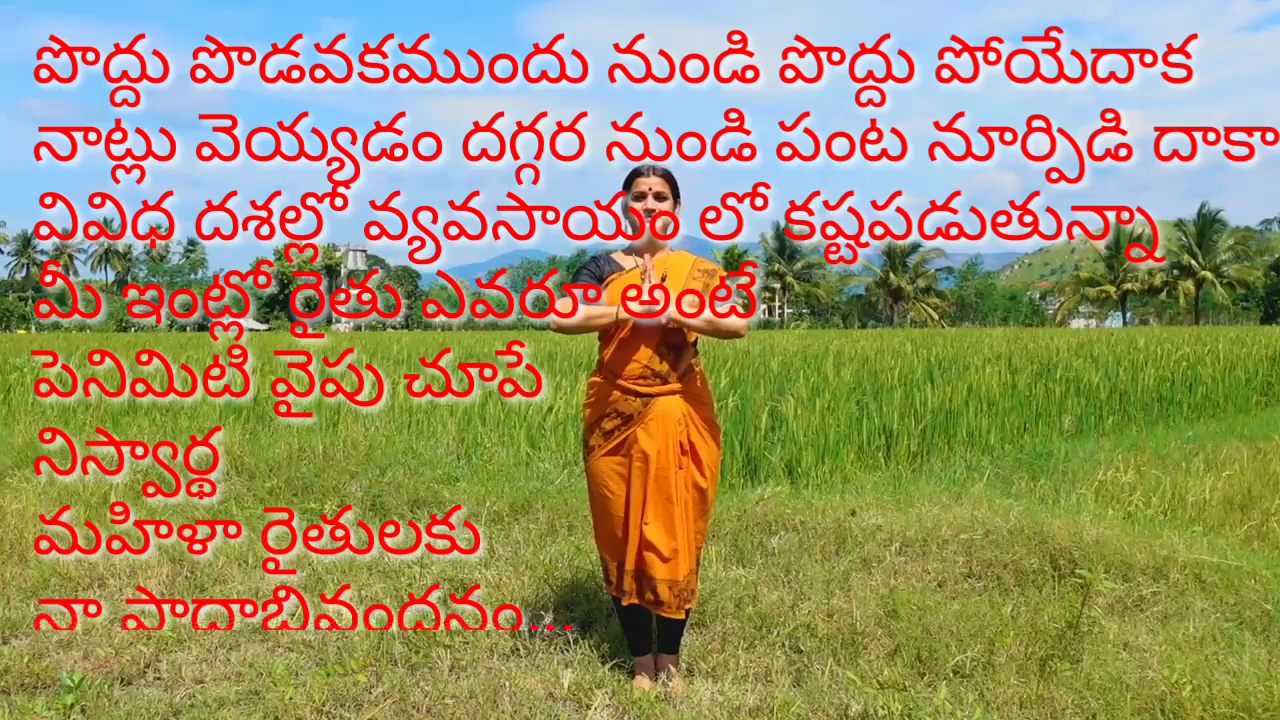 పొద్దు పొడవకముందు నుండి పొద్దు పోయేదాక
నాట్లు వెయ్యడం దగ్గర నుండి పంట నూర్పిడి దాకా
వివిధ దశల్లో వ్యవసాయం లో కష్టపడుతున్నా
మీ ఇంట్లో రైతు ఎవరూ అంటే
పెనిమిటి వైపు చూపే
నిస్వార్థ
మహిళా రైతులకు
నా పాదాభివందనం...